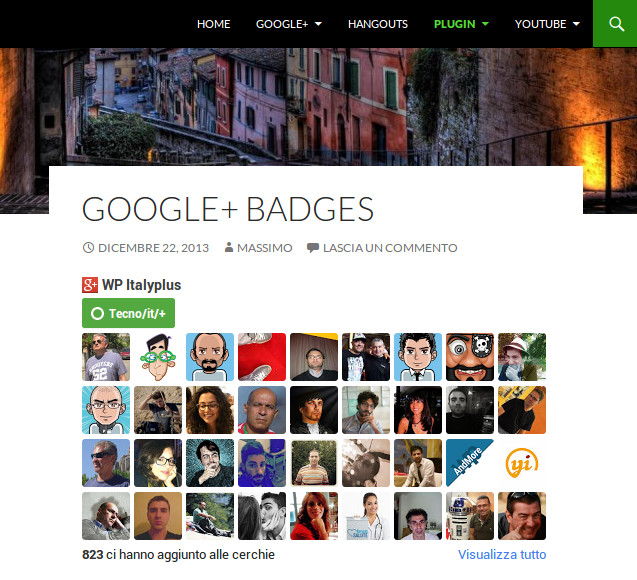 HOME GOOGLE+ HANGOUTS PLUGIN YOUTUBE
GOOGLE+ BADGES
DICEMBRE 22, 2013 MASSIMO LASCIA UN COMMENTO
g+ WP Italyplus
Tecno/it/+
AndMore
yi
SALUTE
823 ci hanno aggiunto alle cerchie Visualizza tutto